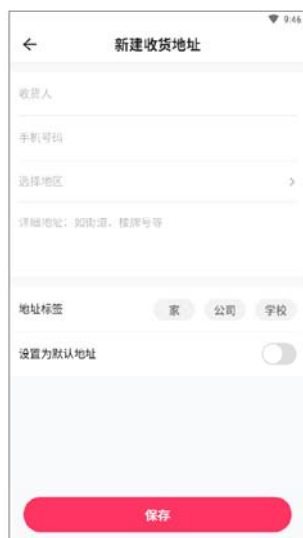 9:46
新建收货地址
收货人
手机号码
选择地区
详细地址：如街道、楼牌号等
地址标签 家 公司 学校
设置为默认地址
保存